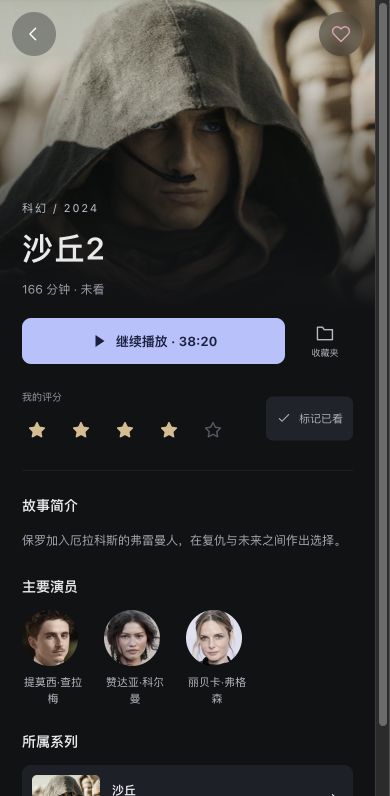 科幻 / 2024
沙丘2
166 分钟 · 未看
继续播放 · 38:20
收藏夹
我的评分
标记已看
故事简介
保罗加入厄拉科斯的弗雷曼人，在复仇与未来之间作出选择。
主要演员
提莫西·查拉
梅
赞达亚·科尔
曼
丽贝卡·弗格
森
所属系列
沙丘